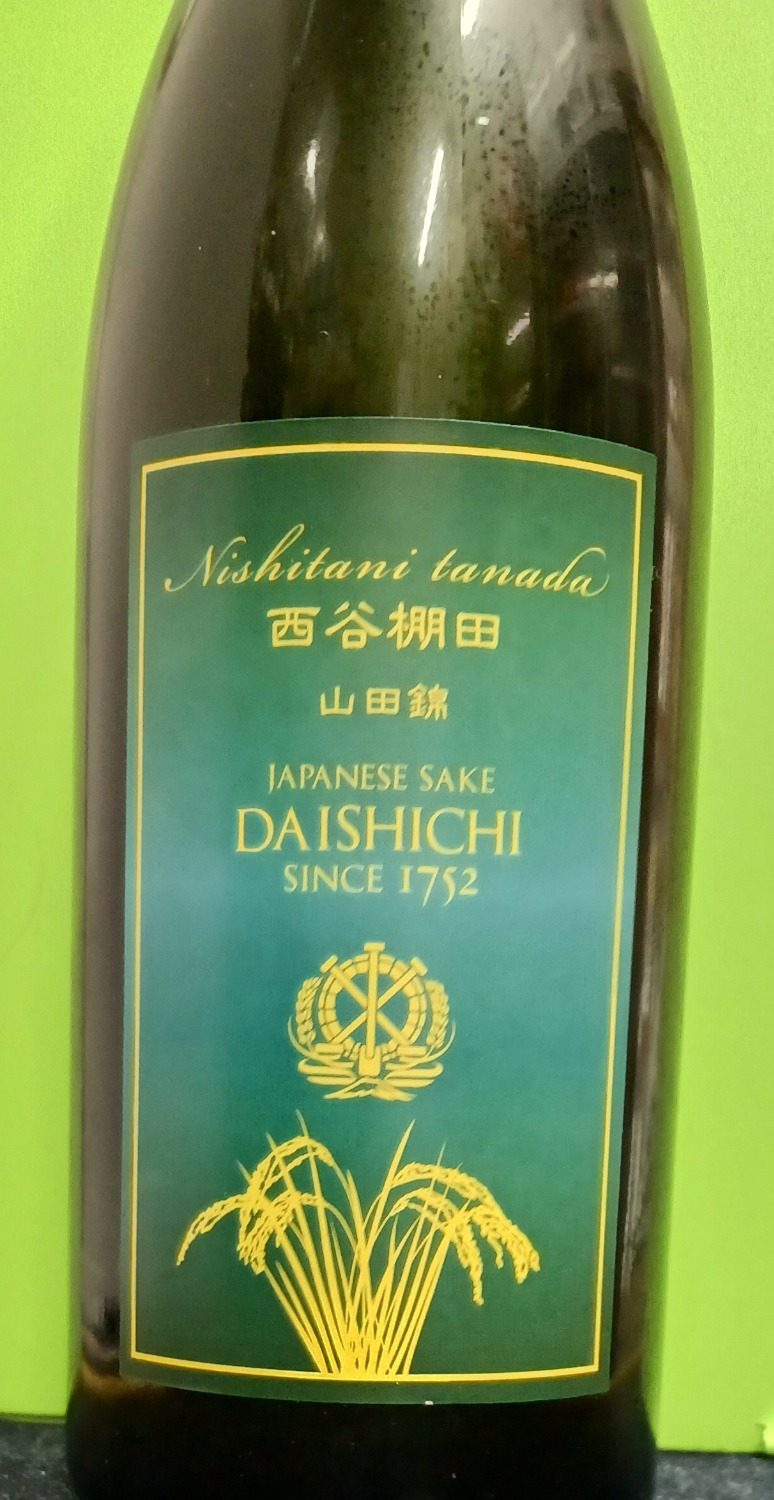 Nishitani tanada
西谷棚田
山田錦
JAPANESE SAKE
DAISHICHI
SINCE 1752